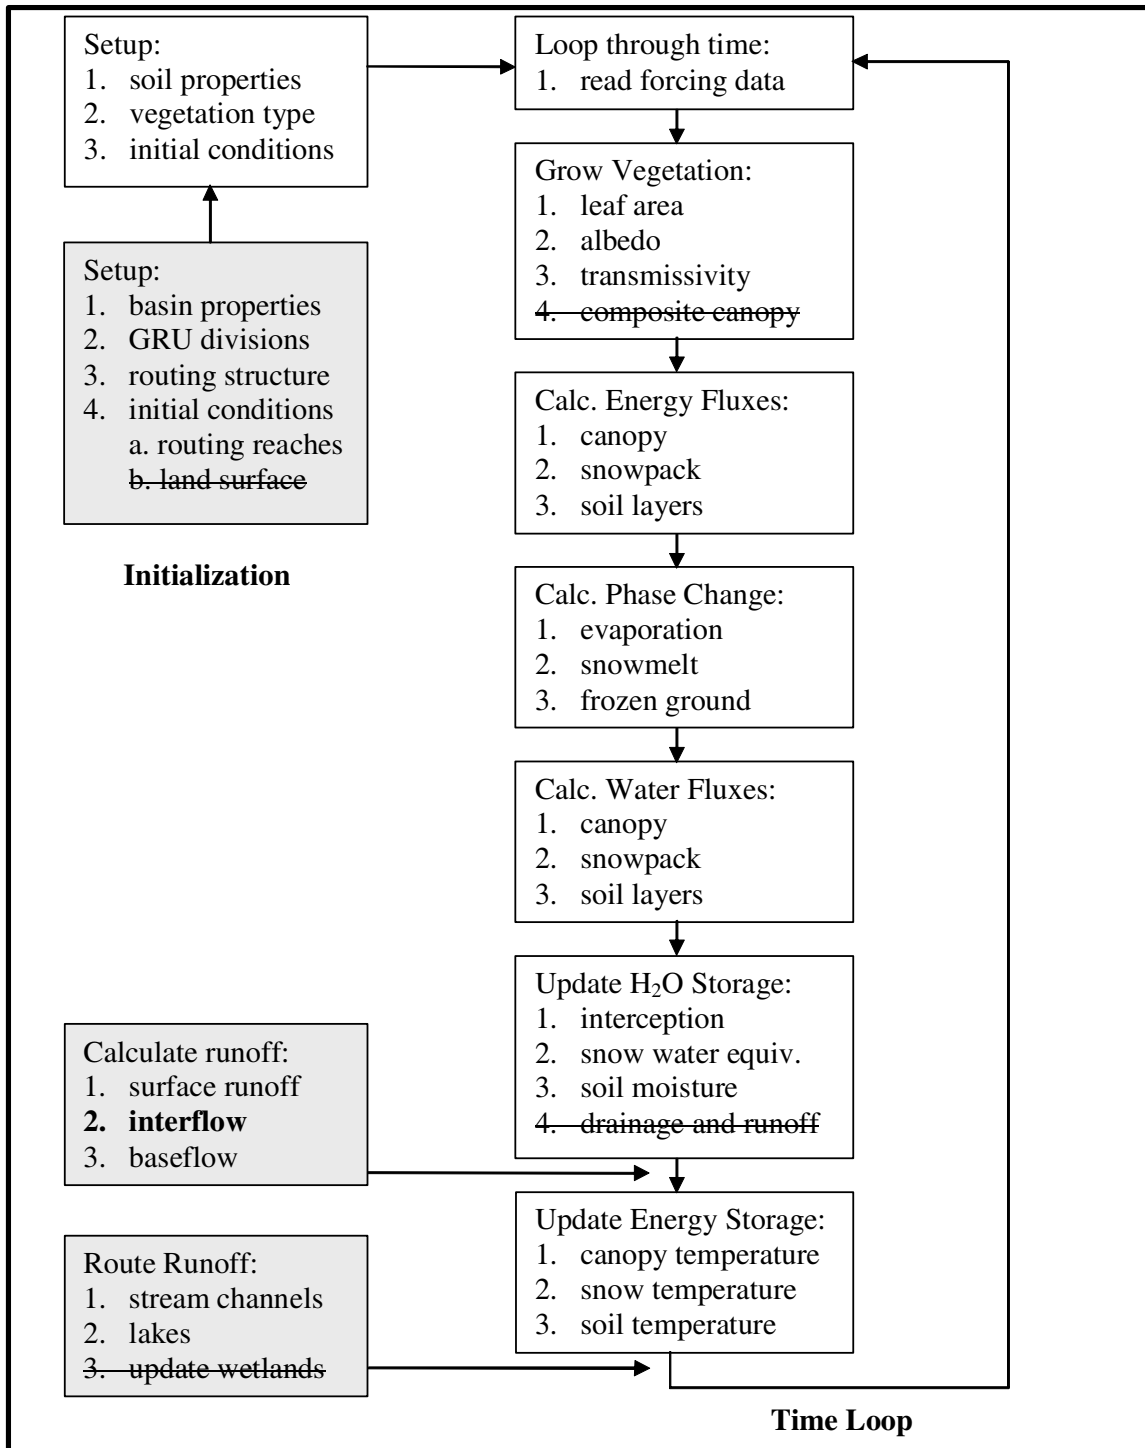 Setup:
1. soil properties
2. vegetation type
3. initial conditions
Setup:
1. basin properties
2. GRU divisions
3. routing structure
4. initial conditions
a. routing reaches
b. land surface
Initialization
Loop through time:
1. read forcing data
Grow Vegetation:
1. leaf area
2. albedo
3. transmissivity
4. composite canopy
Calc. Energy Fluxes:
1. canopy
2. snowpack
3. soil layers
Calc. Phase Change:
1. evaporation
2. snowmelt
3. frozen ground
Calc. Water Fluxes:
1. canopy
2. snowpack
3. soil layers
Update H₂O Storage:
1. interception
2. snow water equiv.
3. soil moisture
4. drainage and runoff
Calculate runoff:
1. surface runoff
2. interflow
3. baseflow
Update Energy Storage:
1. canopy temperature
2. snow temperature
3. soil temperature
Route Runoff:
1. stream channels
2. lakes
3. update wetlands
Time Loop